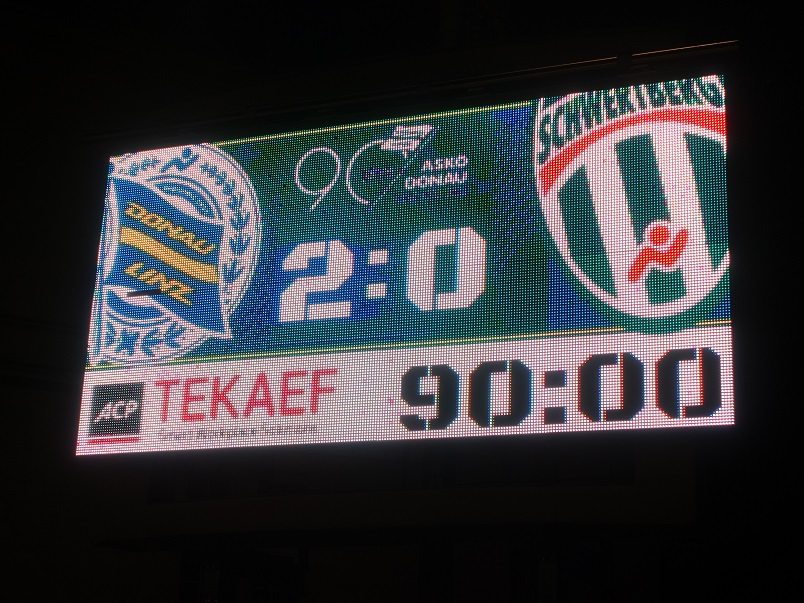 SCHWERTBERG
90
ASKÖ
DONAU
DONAU
LINZ
2:0
ACP
TEKAEF
90:00